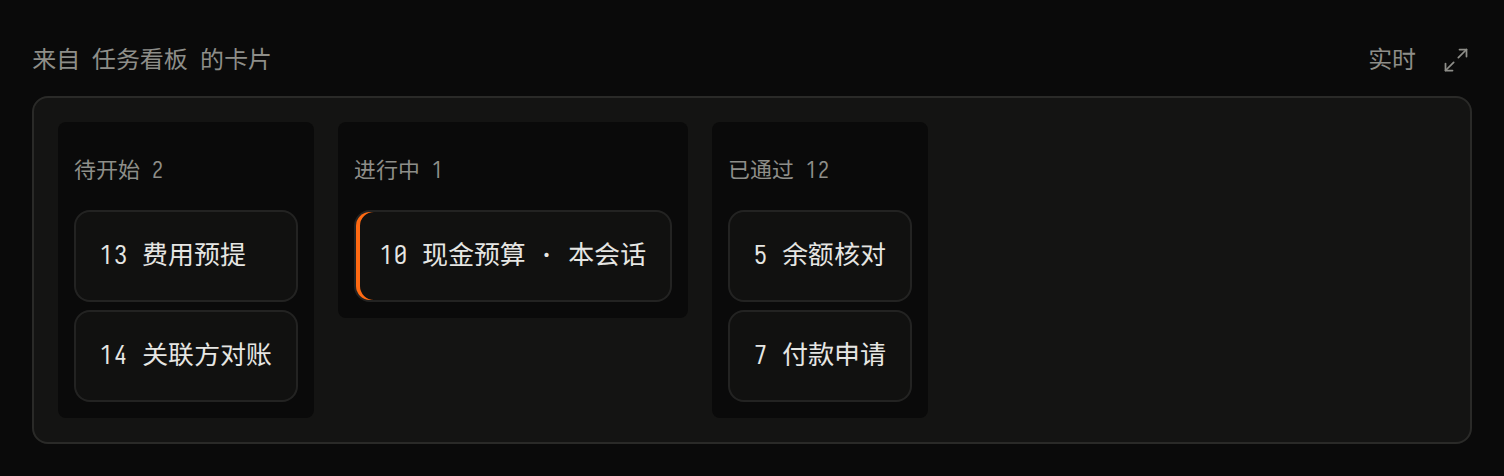 来自 任务看板 的卡片
实时
待开始 2
13 费用预提
14 关联方对账
进行中 1
10 现金预算 · 本会话
已通过 12
5 余额核对
7 付款申请